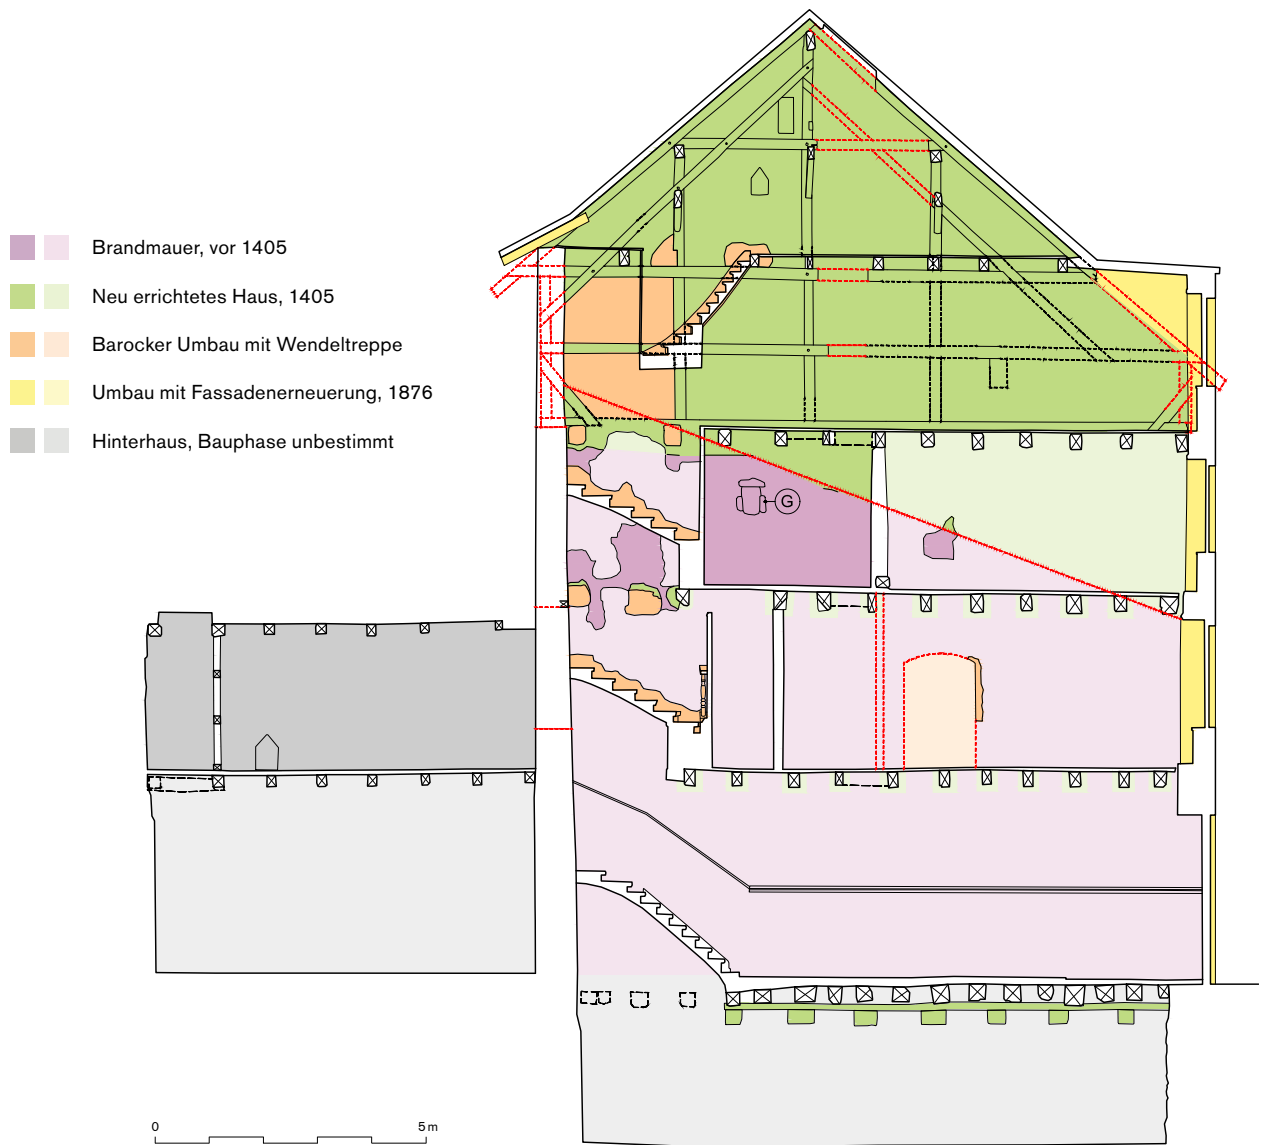 Brandmauer, vor 1405
Neu errichtetes Haus, 1405
Barocker Umbau mit Wendeltreppe
Umbau mit Fassadenerneuerung, 1876
Hinterhaus, Bauphase unbestimmt
G
0 5 m